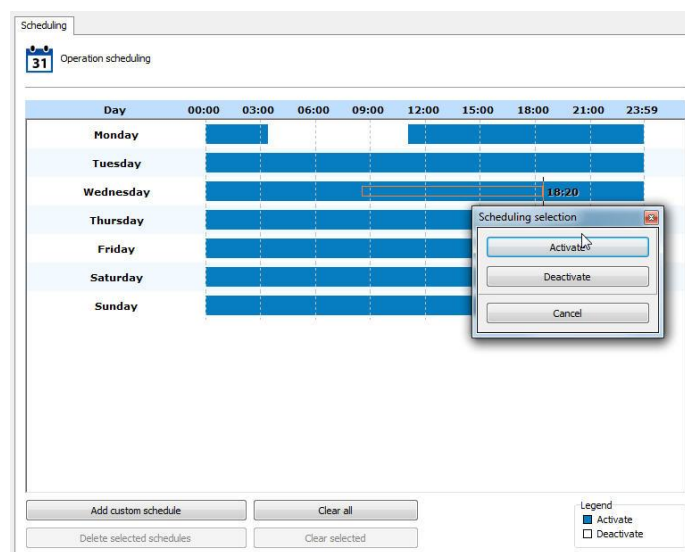 Scheduling
31 Operation scheduling
Day 00:00 03:00 06:00 09:00 12:00 15:00 18:00 21:00 23:59
Monday
Tuesday
Wednesday 18:20
Thursday
Friday
Saturday
Sunday
Scheduling selection
Activate
Deactivate
Cancel
Add custom schedule Clear all
Delete selected schedules Clear selected
Legend
Activate
Deactivate